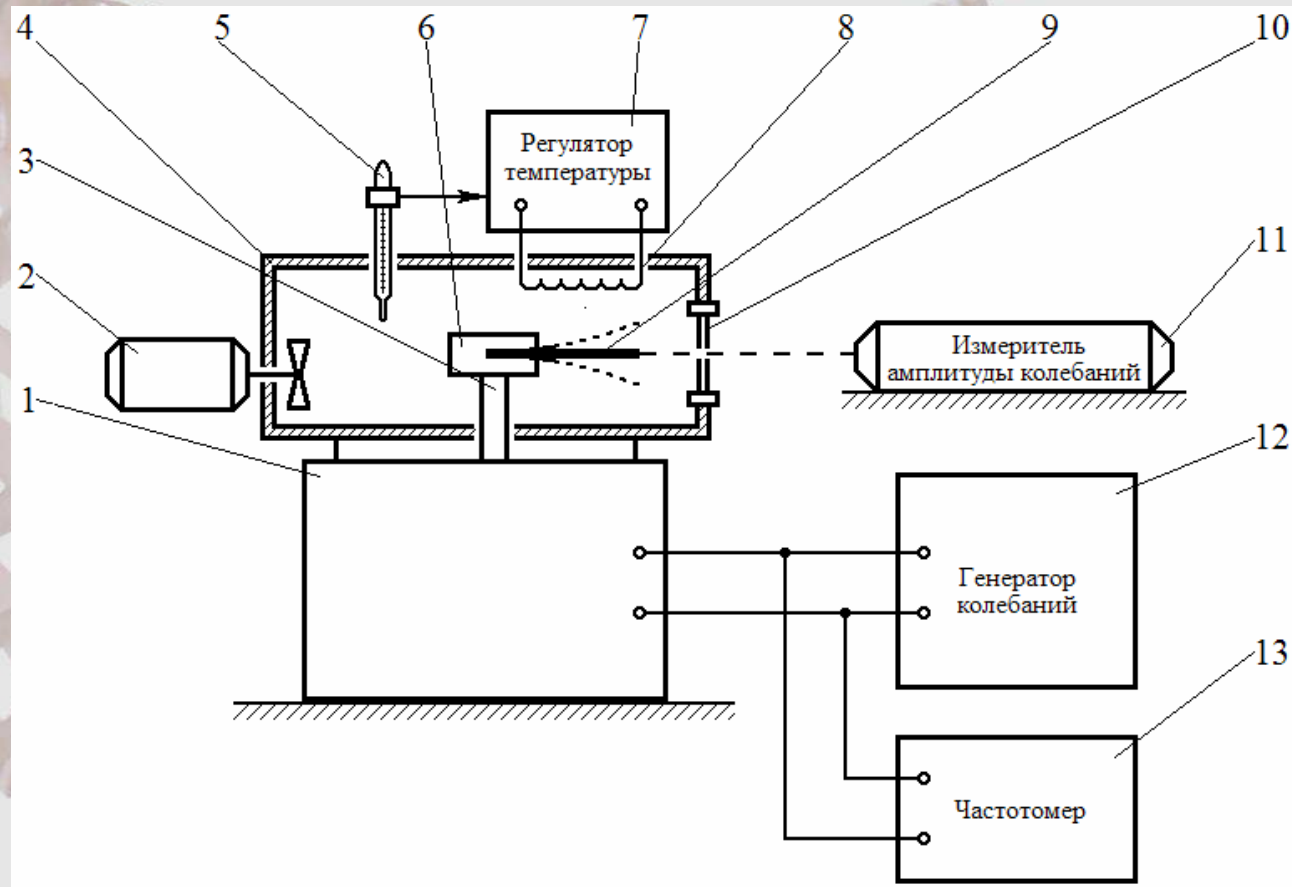 4
5
6
7
8
9
10
3
Регулятор
температуры
11
2
Измеритель
амплитуды колебаний
1
12
Генератор
колебаний
13
Частотомер